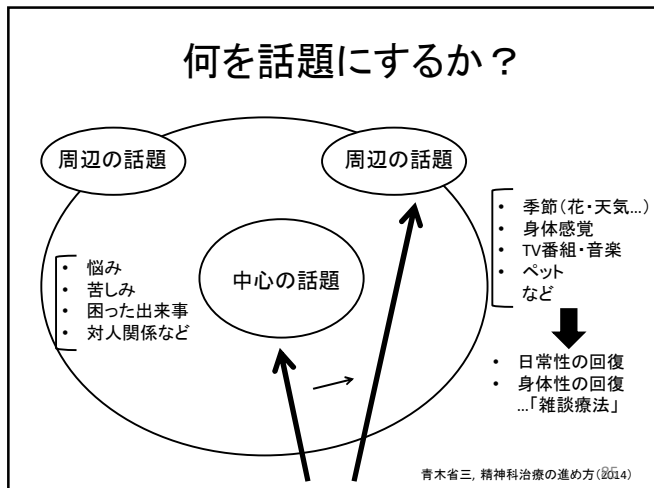 何を話題にするか？
周辺の話題
周辺の話題
• 季節（花・天気…）
• 身体感覚
• TV番組・音楽
• ペット
など
• 悩み
• 苦しみ
• 困った出来事
• 対人関係など
中心の話題
• 日常性の回復
• 身体性の回復
…「雑談療法」
青木省三, 精神科治療の進め方(2014)
85